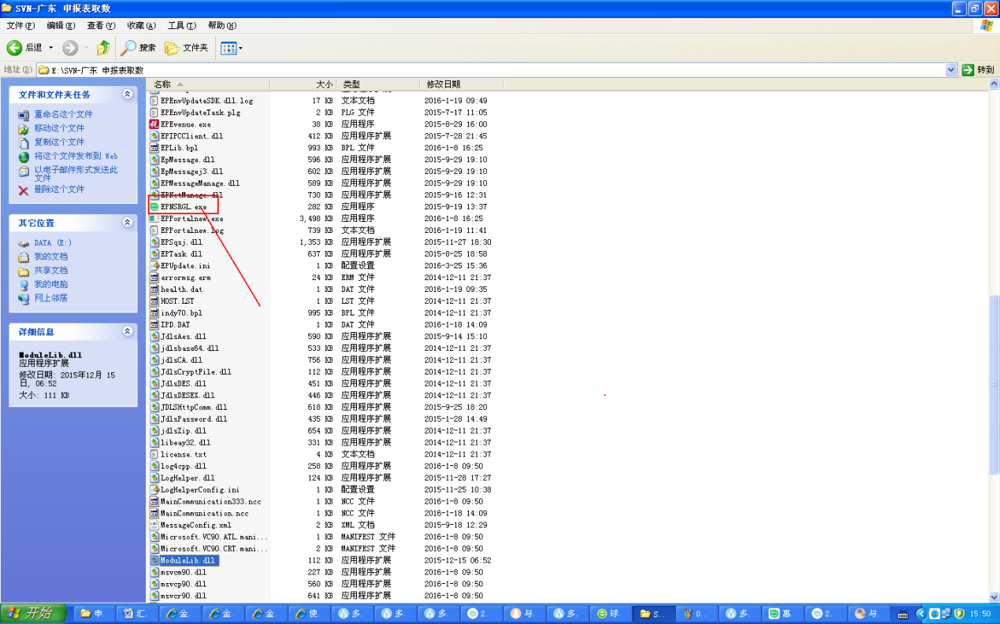 SVN-广东 申报表取数
文件(F) 编辑(E) 查看(V) 收藏(A) 工具(T) 帮助(H)
后退 搜索 文件夹
地址(D) E:\SVN-广东 申报表取数 转到
文件和文件夹任务
重命名这个文件
移动这个文件
复制这个文件
将这个文件发布到 Web
以电子邮件形式发送此
文件
删除这个文件
其它位置
DATA (E:)
我的文档
共享文档
我的电脑
网上邻居
详细信息
ModuleLib.dll
应用程序扩展
修改日期: 2015年12月 15
日, 06:52
大小: 111 KB
名称 大小 类型 修改日期
EPEnvUpdateSDK.dll.log 17 KB 文本文档 2016-1-19 09:49
EPEnvUpdateTask.plg 2 KB PLG 文件 2015-7-17 11:05
EPEvenue.exe 38 KB 应用程序 2015-8-29 16:00
EPIPCClient.dll 412 KB 应用程序扩展 2015-7-28 21:45
EPLib.bpl 993 KB BPL 文件 2016-1-8 16:25
EpMessage.dll 596 KB 应用程序扩展 2015-9-29 19:10
EpMessagej3.dll 602 KB 应用程序扩展 2015-9-29 19:10
EPMessageManage.dll 589 KB 应用程序扩展 2015-9-29 19:10
EPNetManage.dll 730 KB 应用程序扩展 2015-9-16 12:31
EPNSRGL.exe 282 KB 应用程序 2015-9-19 13:37
EPPortalnew.exe 3,498 KB 应用程序 2016-1-8 16:25
EPPortalnew.log 739 KB 文本文档 2016-1-19 11:41
EPSqsj.dll 1,353 KB 应用程序扩展 2015-11-27 18:30
EPTask.dll 637 KB 应用程序扩展 2015-8-25 18:58
EPUpdate.ini 1 KB 配置设置 2016-3-25 15:36
errormsg.erm 24 KB ERM 文件 2014-12-11 21:37
health.dat 1 KB DAT 文件 2016-1-19 09:35
HOST.LST 1 KB LST 文件 2014-12-11 21:37
indy70.bpl 995 KB BPL 文件 2014-12-11 21:37
IPD.DAT 1 KB DAT 文件 2016-1-18 14:09
JdlsAes.dll 590 KB 应用程序扩展 2015-9-14 15:10
jdlsbase64.dll 533 KB 应用程序扩展 2014-12-11 21:37
jdlsCA.dll 756 KB 应用程序扩展 2014-12-11 21:37
JdlsCryptFile.dll 112 KB 应用程序扩展 2014-12-11 21:37
JdlsDES.dll 451 KB 应用程序扩展 2014-12-11 21:37
JdlsDESEX.dll 446 KB 应用程序扩展 2014-12-11 21:37
JDLSHttpComm.dll 618 KB 应用程序扩展 2015-9-25 18:20
JdlsPassword.dll 435 KB 应用程序扩展 2015-1-28 14:49
jdlsZip.dll 654 KB 应用程序扩展 2014-12-11 21:37
libeay32.dll 331 KB 应用程序扩展 2014-12-11 21:37
license.txt 4 KB 文本文档 2014-12-11 21:37
log4cpp.dll 258 KB 应用程序扩展 2016-1-8 09:50
LogHelper.dll 124 KB 应用程序扩展 2015-11-28 17:27
LogHelperConfig.ini 1 KB 配置设置 2015-11-25 10:38
MainCommunication333.ncc 1 KB NCC 文件 2016-1-8 09:50
MainCommunication.ncc 1 KB NCC 文件 2016-1-18 14:09
MessageConfig.xml 2 KB XML 文档 2015-9-18 12:29
Microsoft.VC90.ATL.mani... 1 KB MANIFEST 文件 2016-1-8 09:50
Microsoft.VC90.CRT.mani... 2 KB MANIFEST 文件 2016-1-8 09:50
ModuleLib.dll 112 KB 应用程序扩展 2015-12-15 06:52
msvcm90.dll 227 KB 应用程序扩展 2016-1-8 09:50
msvcp90.dll 560 KB 应用程序扩展 2016-1-8 09:50
msvcr90.dll 641 KB 应用程序扩展 2016-1-8 09:50
开始 申. 汇. 金. 金. 金 使. 多. 多. 多. 2.. 与. 多. 球. S.. 0.. 多. 惠. 2.. 与. 15:50